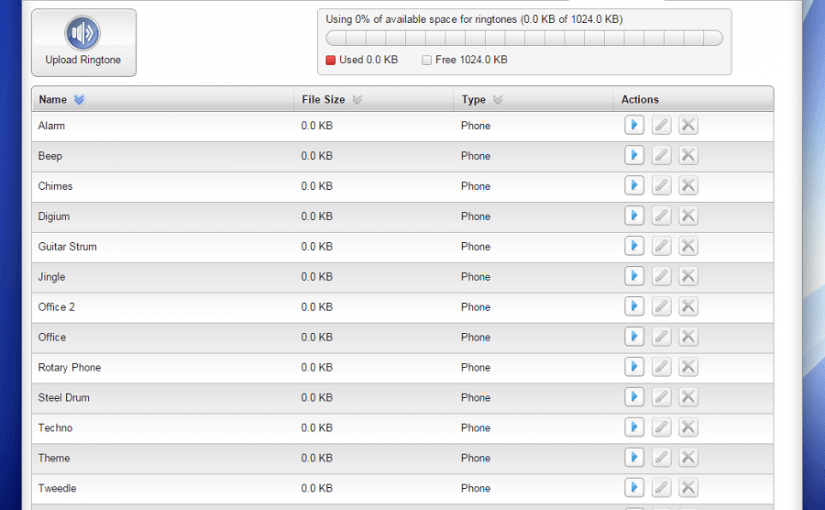 Using 0% of available space for ringtones (0.0 KB of 1024.0 KB)
Upload Ringtone
Used 0.0 KB Free 1024.0 KB
Name File Size Type Actions
Alarm 0.0 KB Phone
Beep 0.0 KB Phone
Chimes 0.0 KB Phone
Digium 0.0 KB Phone
Guitar Strum 0.0 KB Phone
Jingle 0.0 KB Phone
Office 2 0.0 KB Phone
Office 0.0 KB Phone
Rotary Phone 0.0 KB Phone
Steel Drum 0.0 KB Phone
Techno 0.0 KB Phone
Theme 0.0 KB Phone
Tweedle 0.0 KB Phone